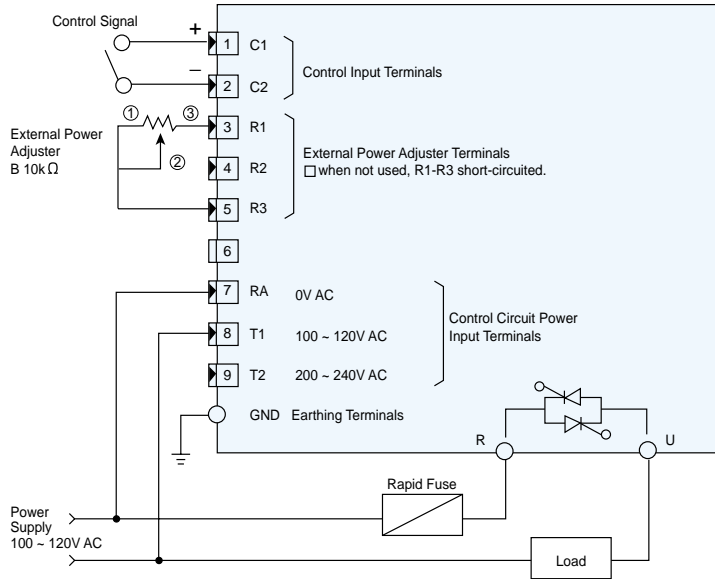 Control Signal
+
1 C1
Control Input Terminals
−
2 C2
① ③
3 R1
External Power
Adjuster
B 10kΩ
②
External Power Adjuster Terminals
□ when not used, R1-R3 short-circuited.
4 R2
5 R3
6
7 RA 0V AC
Control Circuit Power
Input Terminals
8 T1 100 ~ 120V AC
9 T2 200 ~ 240V AC
GND Earthing Terminals
R
U
Rapid Fuse
Power
Supply
100 ~ 120V AC
Load